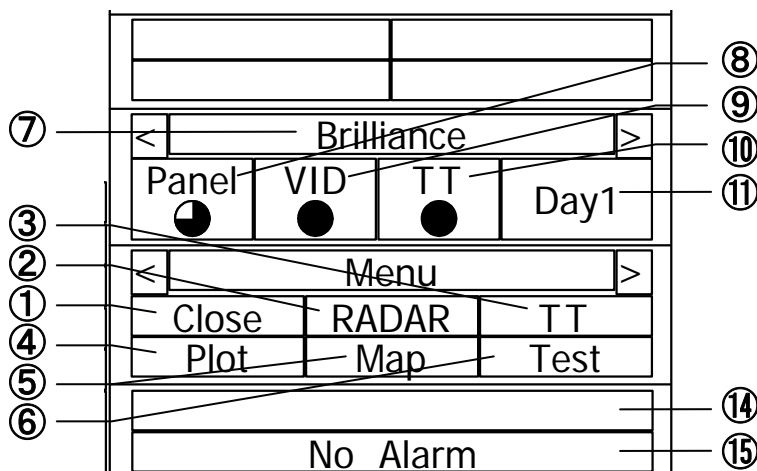 ⑧
⑨
⑦ < Brilliance > ⑩
Panel VID TT Day1 ⑪
③
② < Menu >
① Close RADAR TT
④ Plot Map Test
⑤
⑥ ⑭
No Alarm ⑮